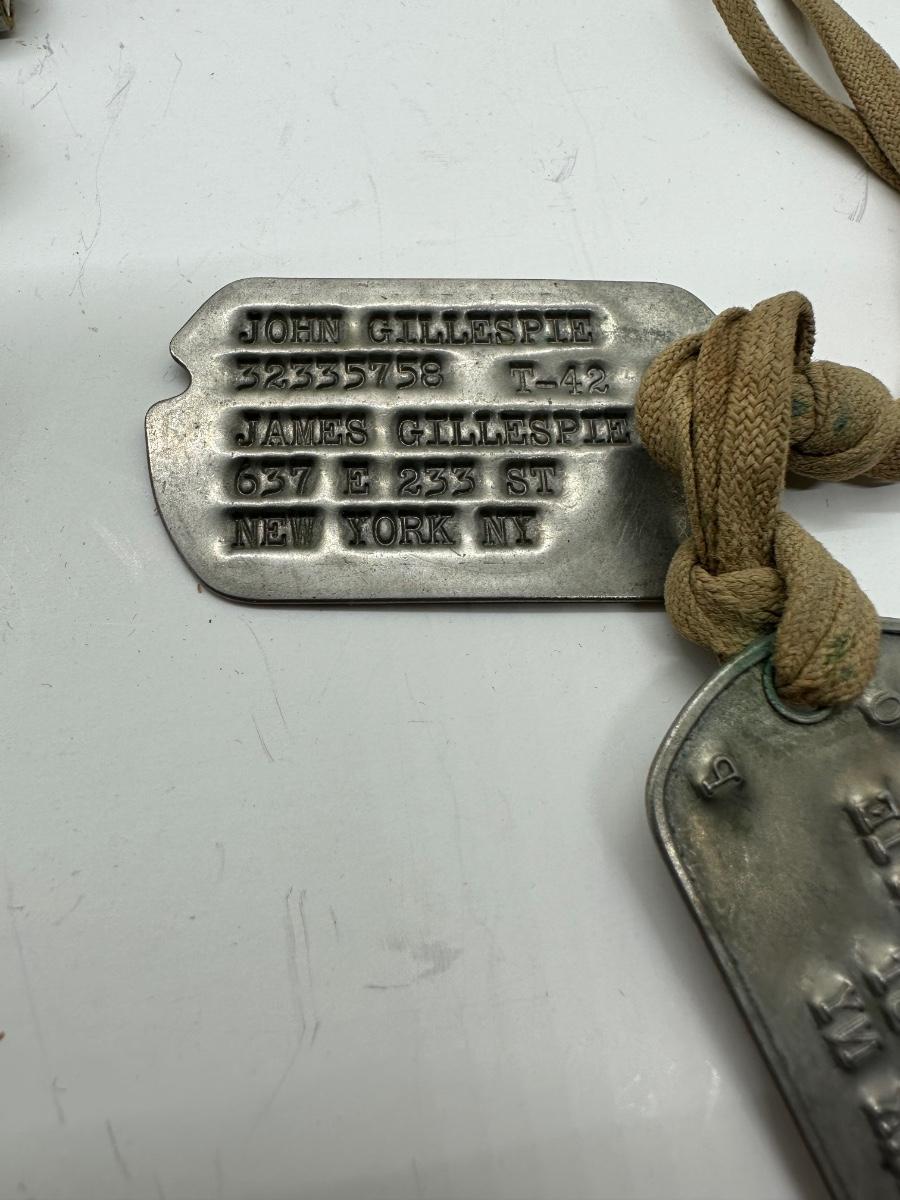 JOHN GILLESPIE
32335758 T-42
JAMES GILLESPIE
637 E 233 ST
NEW YORK NY